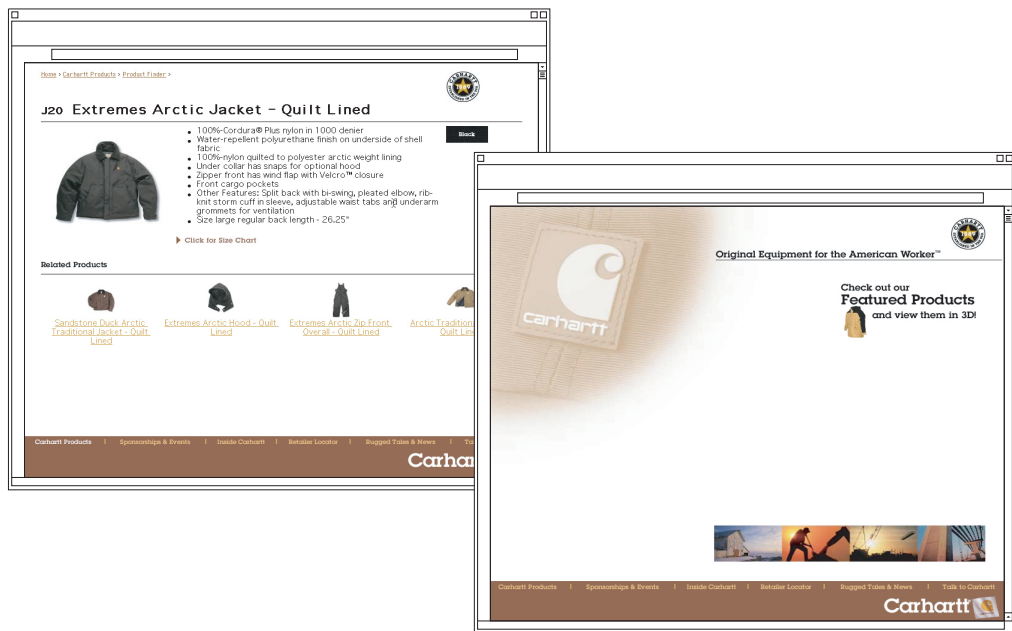 Home > Carhartt Products > Product Finder >
CARHARTT
1889
J20 Extremes Arctic Jacket - Quilt Lined
100%-Cordura® Plus nylon in 1000 denier
Water-repellent polyurethane finish on underside of shell
fabric
100%-nylon quilted to polyester arctic weight lining
Under collar has snaps for optional hood
Zipper front has wind flap with Velcro™ closure
Front cargo pockets
Other Features: Split back with bi-swing, pleated elbow, rib-
knit storm cuff in sleeve, adjustable waist tabs and underarm
grommets for ventilation
Size large regular back length - 26.25"
Black
Click for Size Chart
Related Products
Sandstone Duck Arctic
Traditional Jacket - Quilt
Lined
Extremes Arctic Hood - Quilt
Lined
Extremes Arctic Zip Front
Overall - Quilt Lined
Arctic Tradition
Quilt Lin
Carhartt Products | Sponsorships & Events | Inside Carhartt | Retailer Locator | Rugged Tales & News | Ta
Carha
carhartt
CARHARTT
1889
Original Equipment for the American Worker™
Check out our
Featured Products
and view them in 3D!
Carhartt Products | Sponsorships & Events | Inside Carhartt | Retailer Locator | Rugged Tales & News | Talk to Carhartt
Carhartt